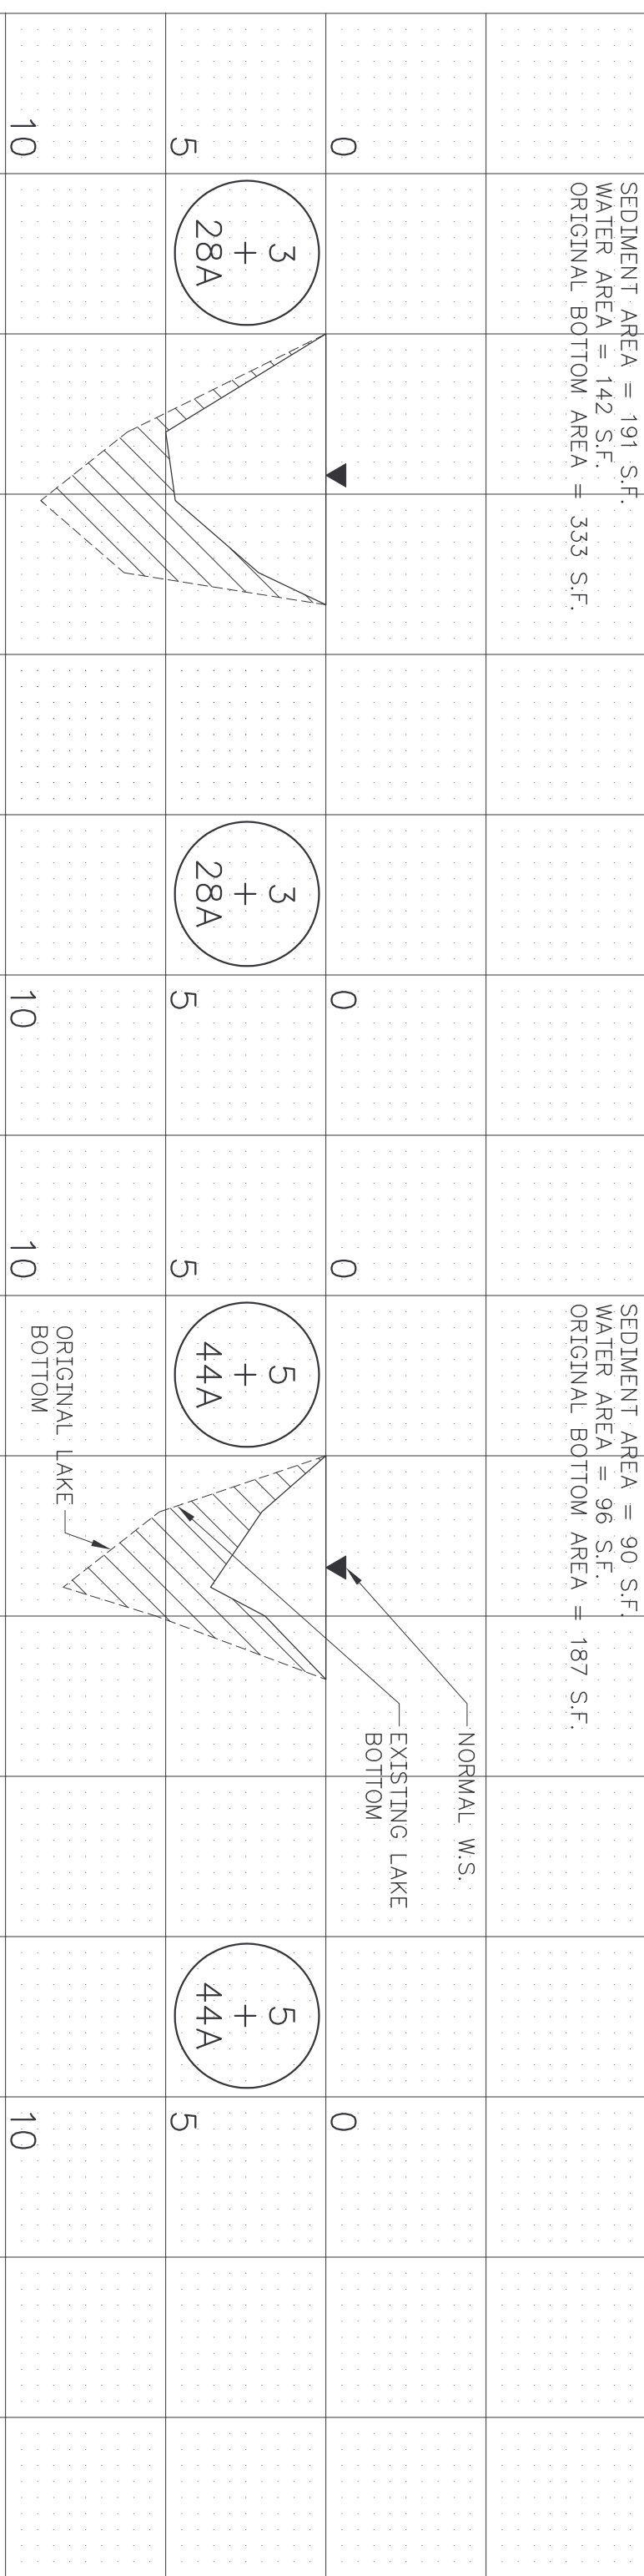 SEDIMENT AREA = 191 S.F.
WATER AREA = 142 S.F.
ORIGINAL BOTTOM AREA = 333 S.F.
0
5
10
3
+
28A
3
+
28A
0
5
10
SEDIMENT AREA = 90 S.F.
WATER AREA = 96 S.F.
ORIGINAL BOTTOM AREA = 187 S.F.
0
5
10
5
+
44A
NORMAL W.S.
EXISTING LAKE
BOTTOM
ORIGINAL LAKE
BOTTOM
5
+
44A
0
5
10